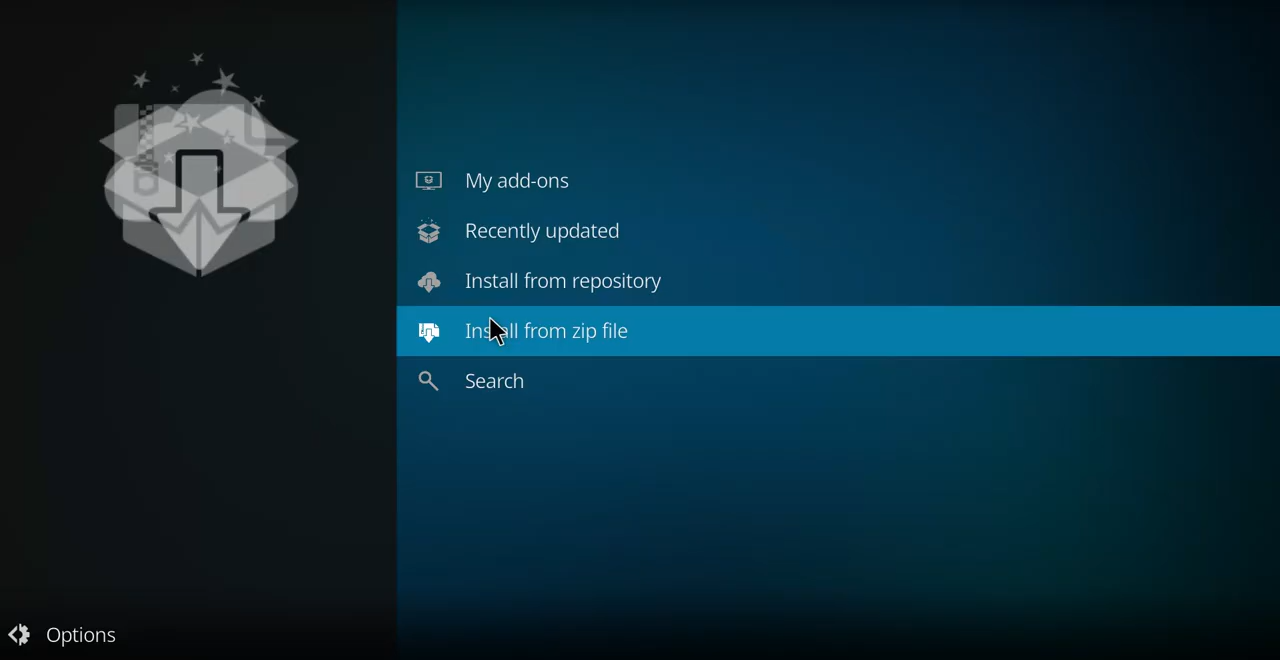 My add-ons
Recently updated
Install from repository
Install from zip file
Search
Options